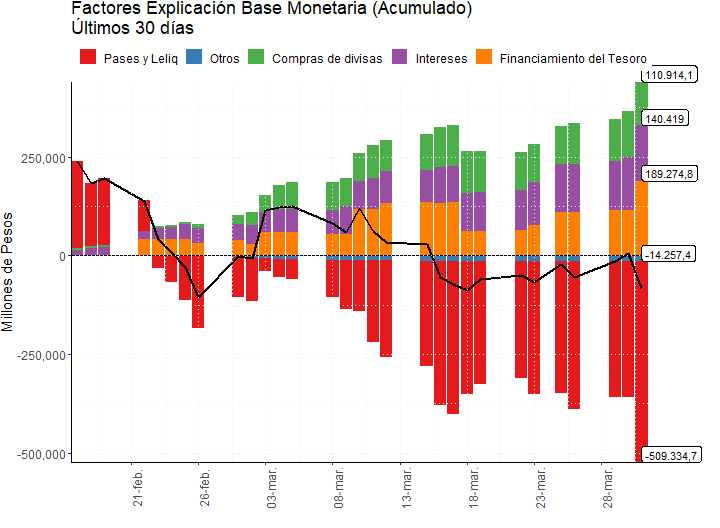 Factores Explicación Base Monetaria (Acumulado)
Últimos 30 días
Pases y Leliq Otros Compras de divisas Intereses Financiamiento del Tesoro
Millones de Pesos
250,000
0
-250,000
-500,000
110.914,1
140.419
189.274,8
-14.257,4
-509.334,7
21-feb.
26-feb.
03-mar.
08-mar.
13-mar.
18-mar.
23-mar.
28-mar.